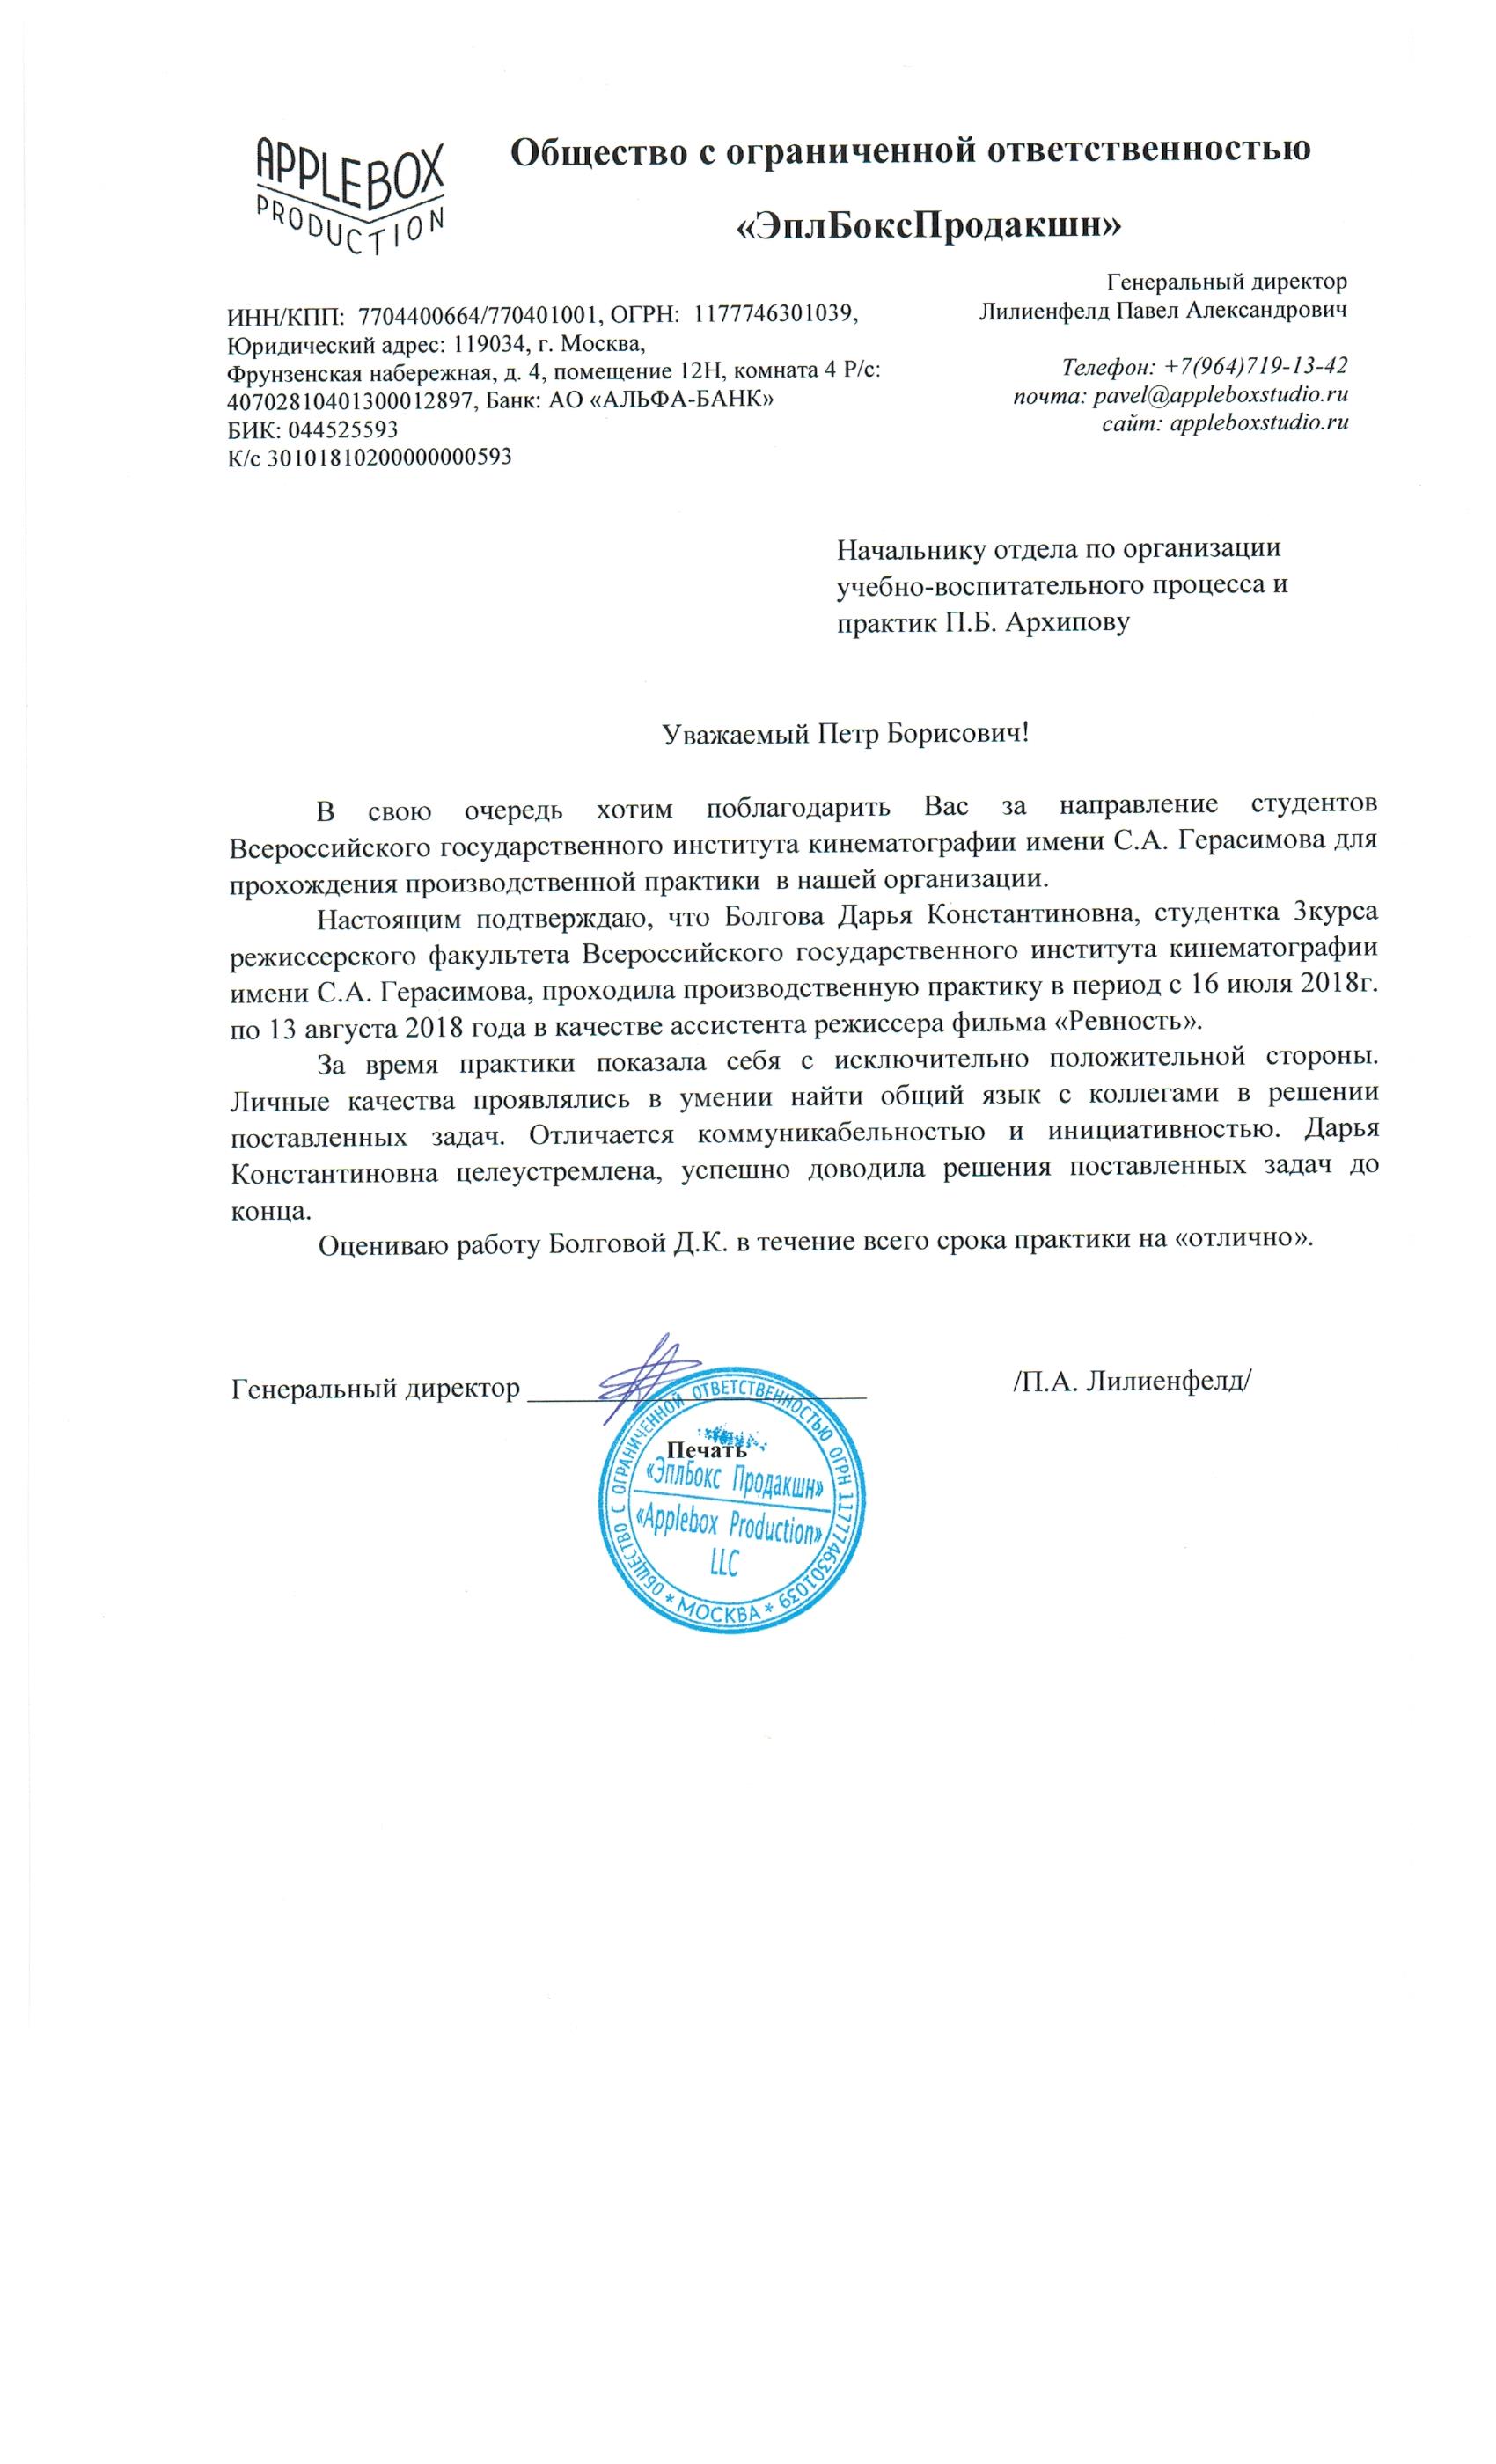 APPLEBOX
PRODUCTION
Общество с ограниченной ответственностью
«ЭплБоксПродакшн»
ИНН/КПП: 7704400664/770401001, ОГРН: 1177746301039,
Юридический адрес: 119034, г. Москва,
Фрунзенская набережная, д. 4, помещение 12Н, комната 4 Р/с:
40702810401300012897, Банк: АО «АЛЬФА-БАНК»
БИК: 044525593
К/с 30101810200000000593
Генеральный директор
Лилиенфелд Павел Александрович
Телефон: +7(964)719-13-42
почта: pavel@appleboxstudio.ru
сайт: appleboxstudio.ru
Начальнику отдела по организации
учебно-воспитательного процесса и
практик П.Б. Архипову
Уважаемый Петр Борисович!
В свою очередь хотим поблагодарить Вас за направление студентов
Всероссийского государственного института кинематографии имени С.А. Герасимова для
прохождения производственной практики в нашей организации.
Настоящим подтверждаю, что Болгова Дарья Константиновна, студентка 3курса
режиссерского факультета Всероссийского государственного института кинематографии
имени С.А. Герасимова, проходила производственную практику в период с 16 июля 2018г.
по 13 августа 2018 года в качестве ассистента режиссера фильма «Ревность».
За время практики показала себя с исключительно положительной стороны.
Личные качества проявлялись в умении найти общий язык с коллегами в решении
поставленных задач. Отличается коммуникабельностью и инициативностью. Дарья
Константиновна целеустремлена, успешно доводила решения поставленных задач до
конца.
Оцениваю работу Болговой Д.К. в течение всего срока практики на «отлично».
Генеральный директор /П.А. Лилиенфелд/
Печать
ОБЩЕСТВО С ОГРАНИЧЕННОЙ ОТВЕТСТВЕННОСТЬЮ ОГРН 1177746301039
«ЭплБокс Продакшн»
«Applebox Production»
LLC
* МОСКВА *